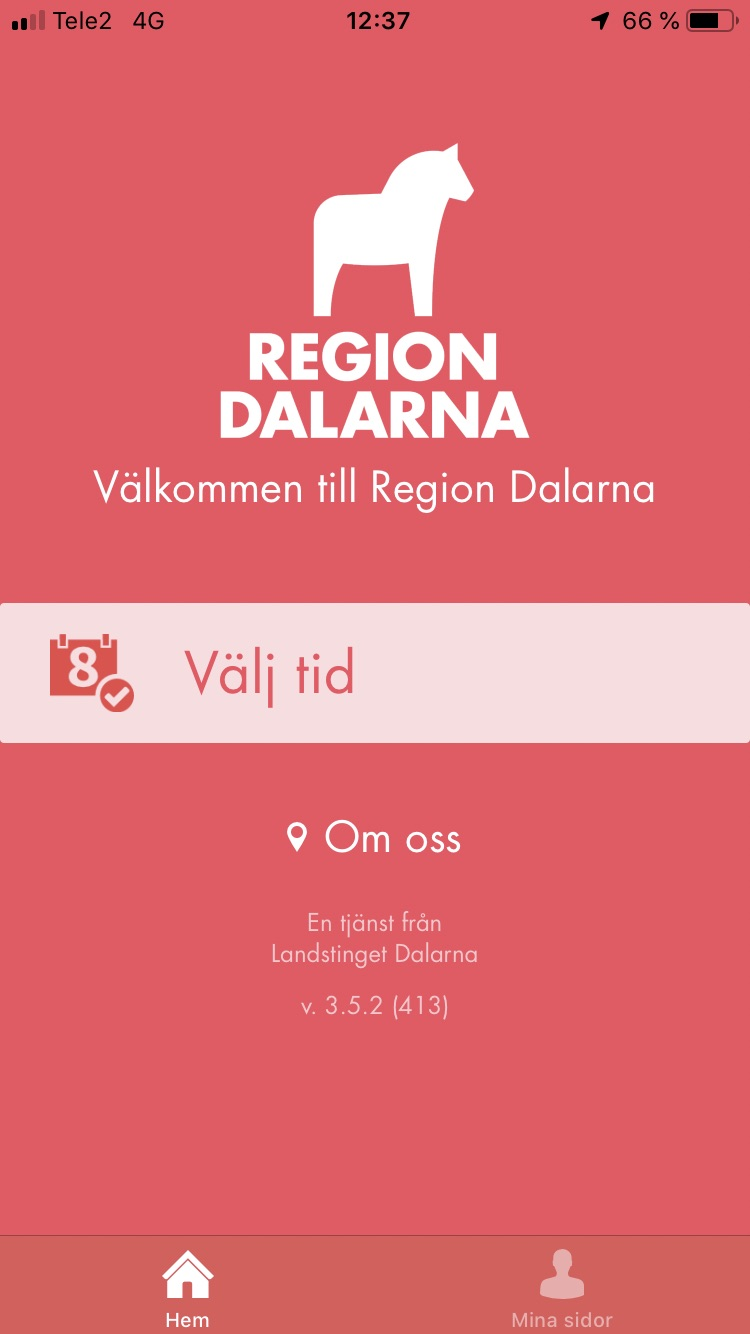 Tele2 4G 12:37 66 %
REGION
DALARNA
Välkommen till Region Dalarna
8 Välj tid
Om oss
En tjänst från
Landstinget Dalarna
v. 3.5.2 (413)
Hem Mina sidor